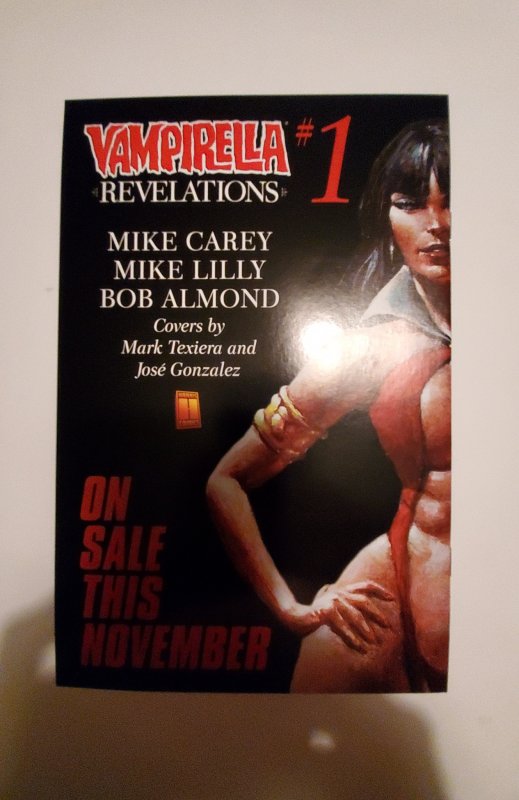 VAMPIRELLA
REVELATIONS
#1
MIKE CAREY
MIKE LILLY
BOB ALMOND
Covers by
Mark Texiera and
José Gonzalez
ON
SALE
THIS
NOVEMBER